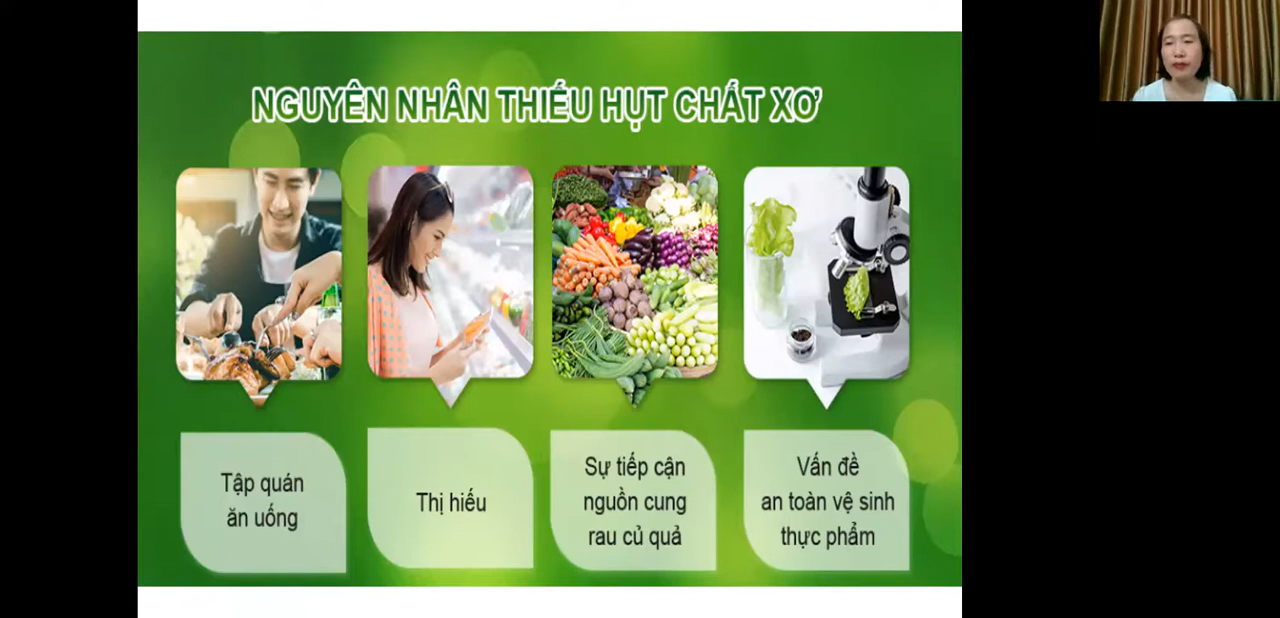 NGUYÊN NHÂN THIẾU HỤT CHẤT XƠ
Tập quán
ăn uống
Thị hiếu
Sự tiếp cận
nguồn cung
rau củ quả
Vấn đề
an toàn vệ sinh
thực phẩm